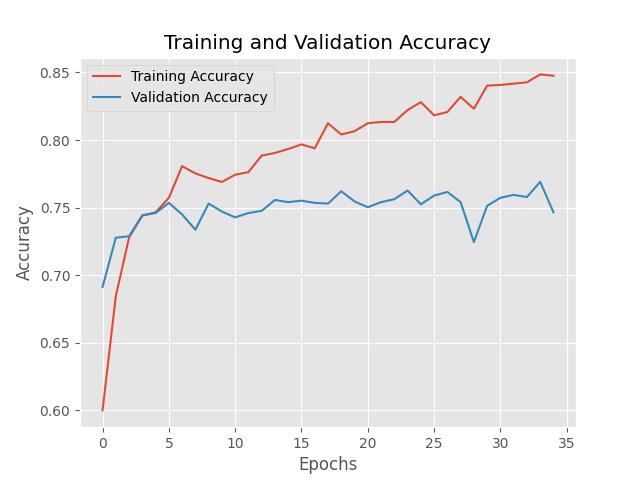 Training and Validation Accuracy
Training Accuracy
Validation Accuracy
0.85
0.80
0.75
0.70
0.65
0.60
Accuracy
0 5 10 15 20 25 30 35
Epochs